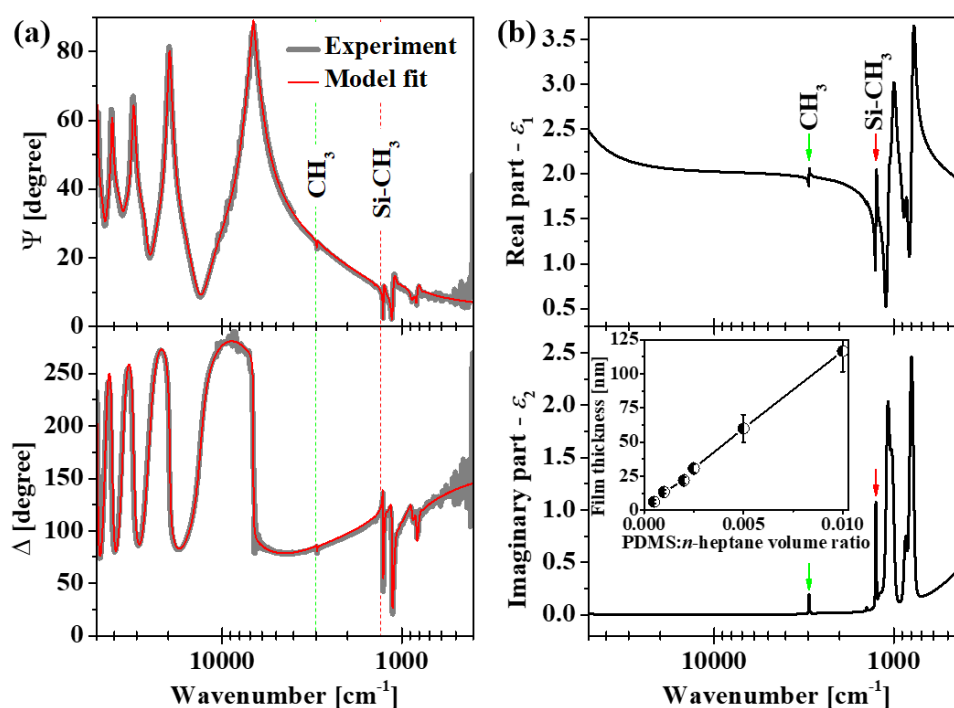 (a)
Experiment
Model fit
CH3
Si-CH3
80
60
40
20
0
Ψ [degree]
250
200
150
100
50
0
Δ [degree]
10000
1000
Wavenumber [cm-1]
(b)
CH3
Si-CH3
3.5
3.0
2.5
2.0
1.5
1.0
0.5
Real part - ε1
2.5
2.0
1.5
1.0
0.5
0.0
Imaginary part - ε2
125
100
75
50
25
0
Film thickness [nm]
0.000
0.005
0.010
PDMS:n-heptane volume ratio
10000
1000
Wavenumber [cm-1]